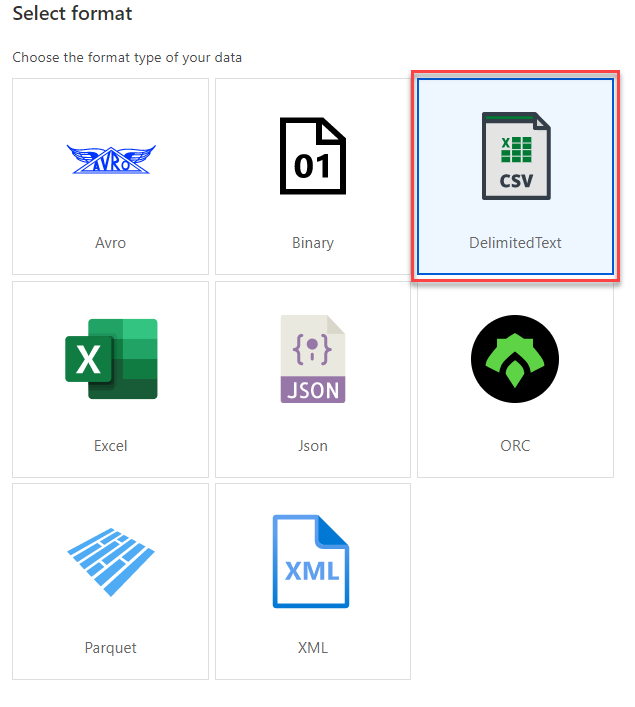 Select format
Choose the format type of your data
AVRO
01
X
CSV
Avro
Binary
DelimitedText
X
{;}
JSON
Excel
Json
ORC
XML
Parquet
XML